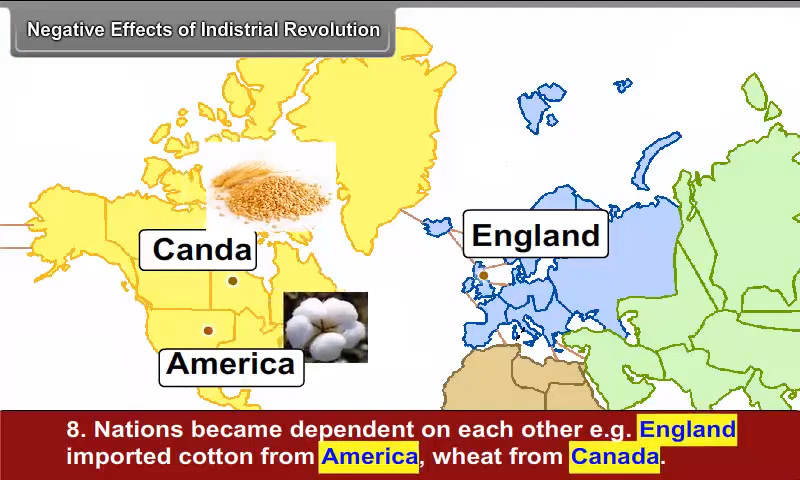 Negative Effects of Indistrial Revolution
Canda
England
America
8. Nations became dependent on each other e.g. England
imported cotton from America, wheat from Canada.